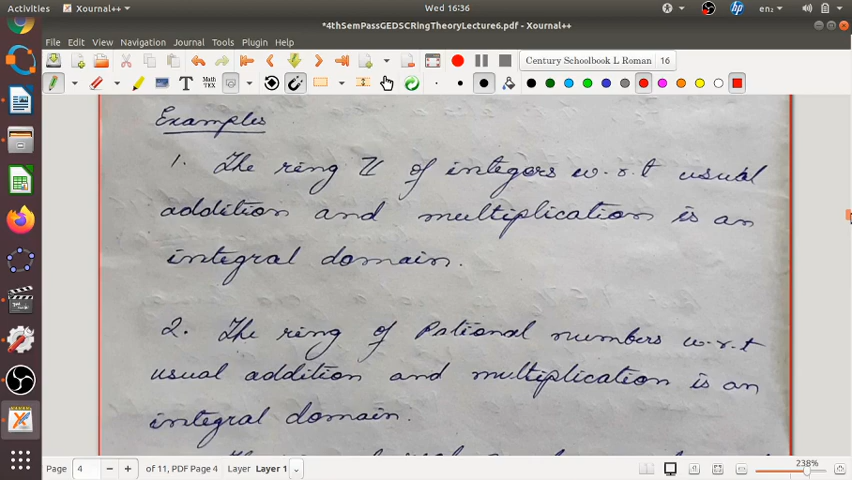 Activities Xournal++ Wed 16:36 en₂
*4thSemPassGEDSCRingTheoryLecture6.pdf - Xournal++
File Edit View Navigation Journal Tools Plugin Help
Century Schoolbook L Roman 16
T Math TEX
Examples
1. The ring ℤ of integers w.r.t usual
addition and multiplication is an
integral domain.
2. The ring of Rational numbers w.r.t
usual addition and multiplication is an
integral domain.
Page 4 of 11, PDF Page 4 Layer Layer 1 238%